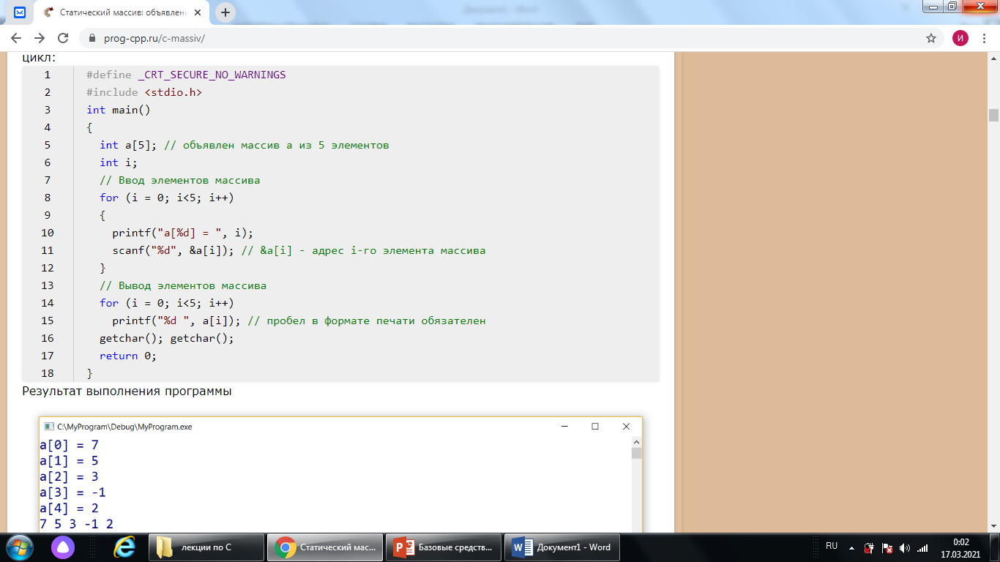 Статический массив: объявлени
prog-cpp.ru/c-massiv/
И
цикл:
1 #define _CRT_SECURE_NO_WARNINGS
2 #include <stdio.h>
3 int main()
4 {
5 int a[5]; // объявлен массив a из 5 элементов
6 int i;
7 // Ввод элементов массива
8 for (i = 0; i<5; i++)
9 {
10 printf("a[%d] = ", i);
11 scanf("%d", &a[i]); // &a[i] - адрес i-го элемента массива
12 }
13 // Вывод элементов массива
14 for (i = 0; i<5; i++)
15 printf("%d ", a[i]); // пробел в формате печати обязателен
16 getchar(); getchar();
17 return 0;
18 }
Результат выполнения программы
C:\MyProgram\Debug\MyProgram.exe
a[0] = 7
a[1] = 5
a[2] = 3
a[3] = -1
a[4] = 2
7 5 3 -1 2
лекции по С
Статический мас...
Базовые средств...
Документ1 - Word
RU
0:02
17.03.2021